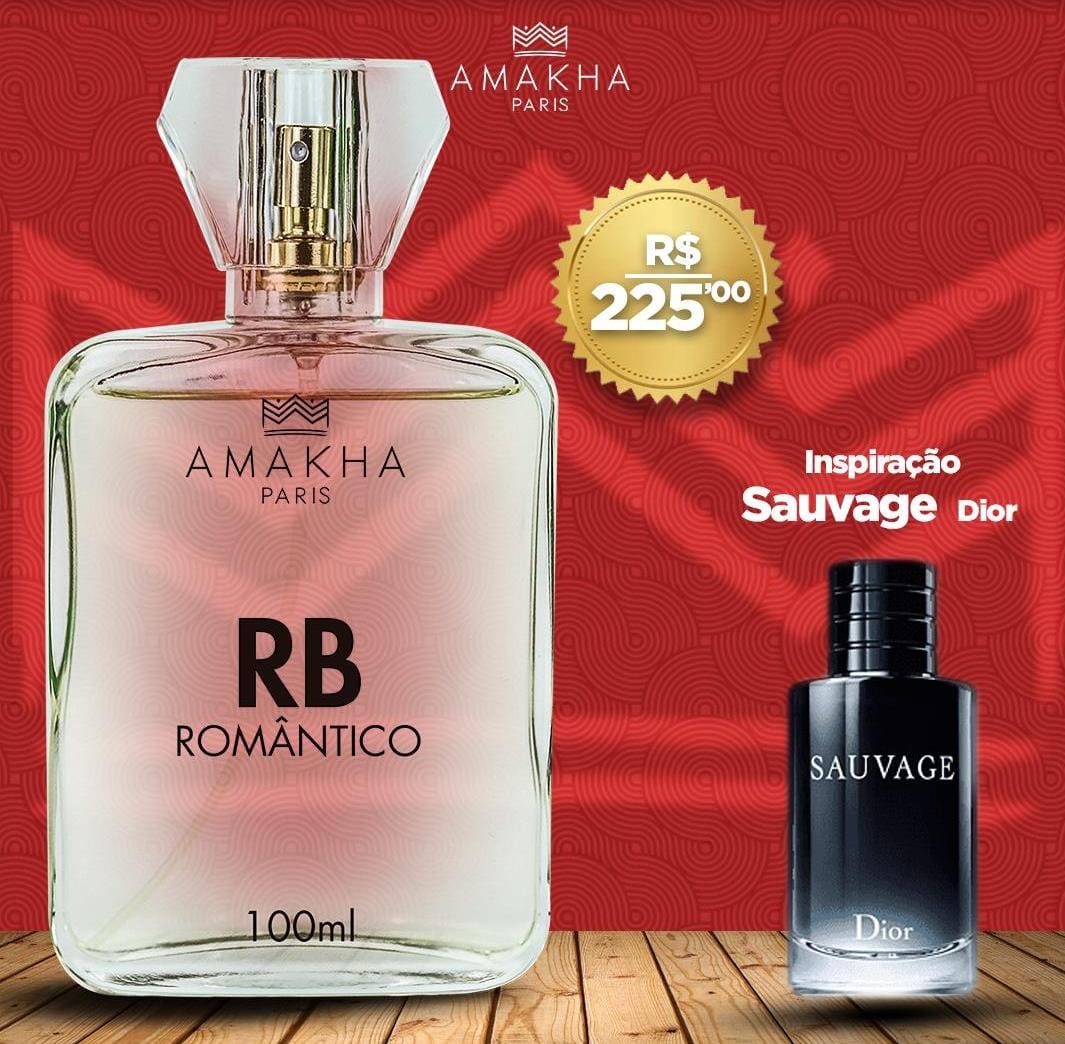 AMAKHA
PARIS
R$
225'00
AMAKHA
PARIS
Inspiração
Sauvage Dior
RB
ROMÂNTICO
SAUVAGE
100ml
Dior